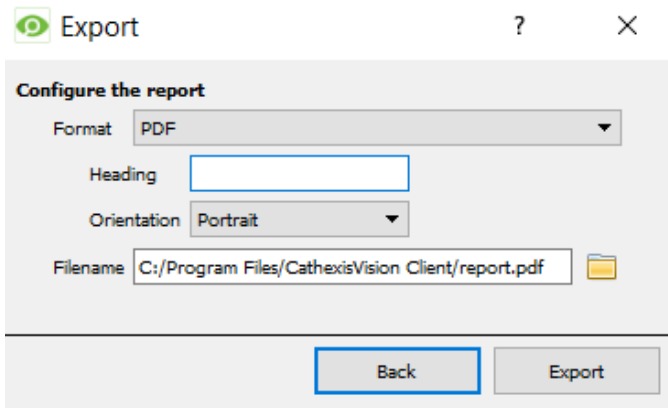 Export ?
Configure the report
Format PDF
Heading
Orientation Portrait
Filename C:/Program Files/CathexisVision Client/report.pdf
Back Export